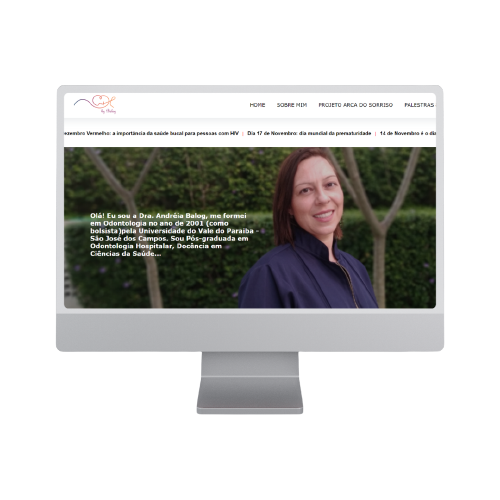 by Balog
HOME SOBRE MIM PROJETO ARCA DO SORRISO PALESTRAS
ezembro Vermelho: a importância da saúde bucal para pessoas com HIV | Dia 17 de Novembro: dia mundial da prematuridade | 14 de Novembro é o dia
Olá! Eu sou a Dra. Andréia Balog, me formei
em Odontologia no ano de 2001 (como
bolsista)pela Universidade do Vale do Paraíba -
São José dos Campos. Sou Pós-graduada em
Odontologia Hospitalar, Docência em
Ciências da Saúde...